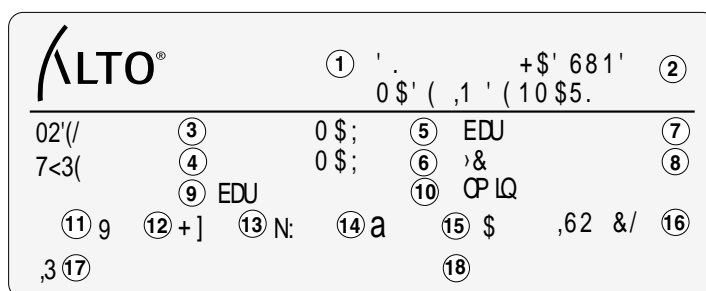 ALTO® ① ' . +$' 681' ②
0$'( ,1 '(10$5.
02'(/ ③ 0$; ⑤ EDU ⑦
7<3( ④ 0$; ⑥ ›& ⑧
⑨ EDU ⑩ OP LQ
⑪ 9 ⑫ +] ⑬ N: ⑭ a ⑮ $ ,62 &/ ⑯
,3 ⑰ ⑱